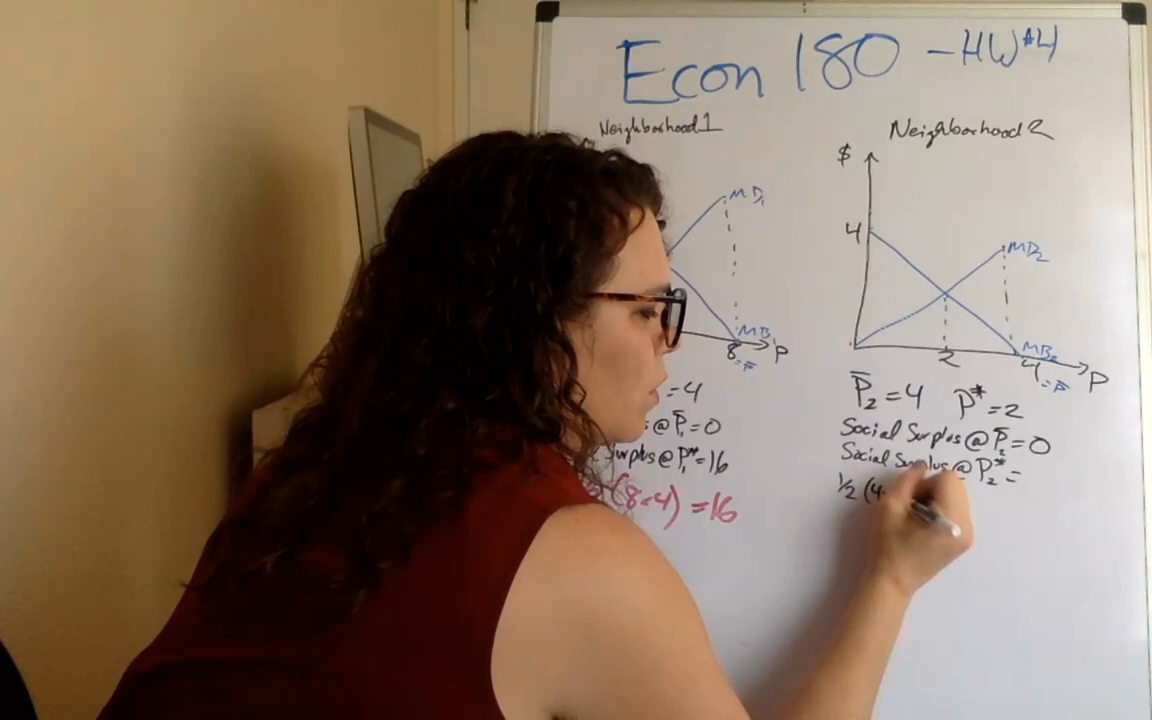 Econ 180 - HW#4
Neighborhood 1
MD1
MB
8 = P̄
P
= 4
@ P̄1 = 0
Surplus @ P1* = 16
(8·4) = 16
Neighborhood 2
$
4
MD2
MB2
2
4 = P̄
P
P̄2 = 4 P* = 2
Social Surplus @ P̄2 = 0
Social Surplus @ P2* =
1/2 (4